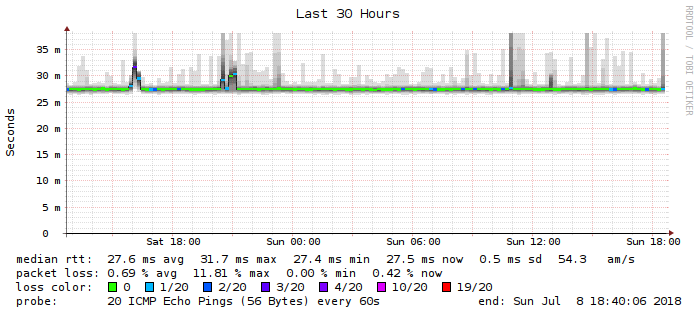 Last 30 Hours
RRDTOOL / TOBI OETIKER
Seconds
35 m
30 m
25 m
20 m
15 m
10 m
5 m
0
Sat 18:00 Sun 00:00 Sun 06:00 Sun 12:00 Sun 18:00
median rtt: 27.6 ms avg 31.7 ms max 27.4 ms min 27.5 ms now 0.5 ms sd 54.3 am/s
packet loss: 0.69 % avg 11.81 % max 0.00 % min 0.42 % now
loss color: 0 1/20 2/20 3/20 4/20 10/20 19/20
probe: 20 ICMP Echo Pings (56 Bytes) every 60s end: Sun Jul 8 18:40:06 2018